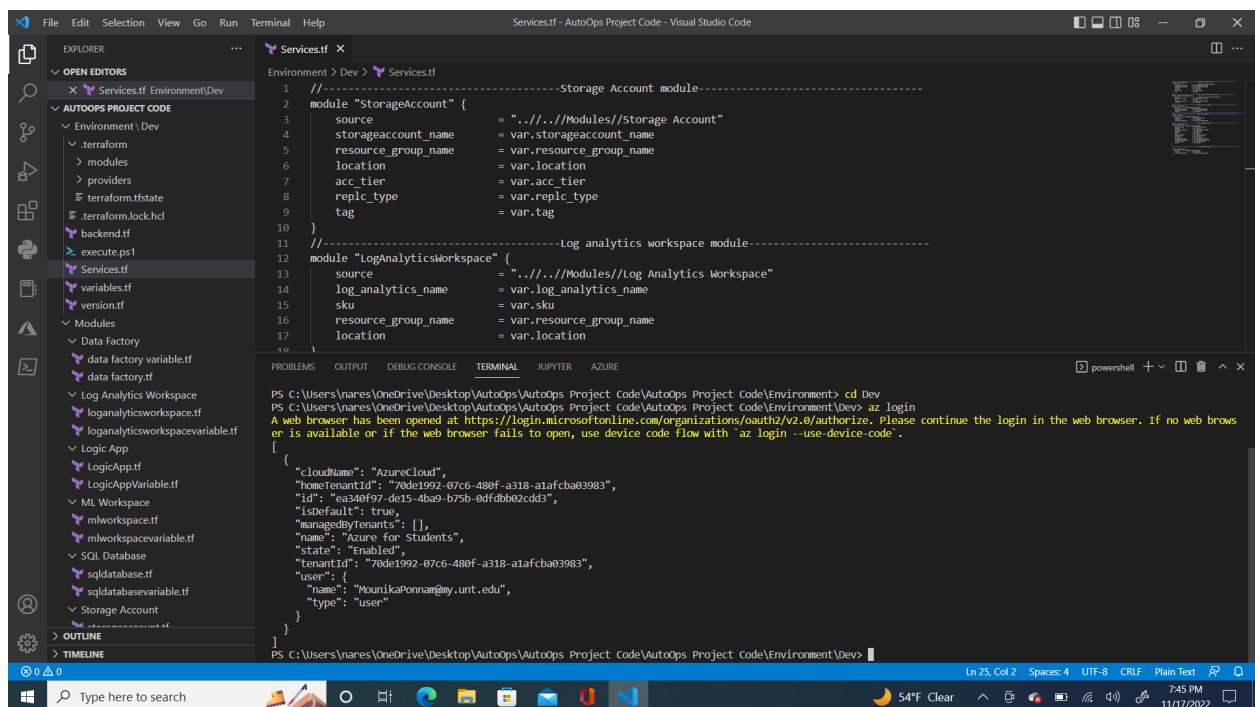 File Edit Selection View Go Run Terminal Help
Services.tf - AutoOps Project Code - Visual Studio Code
EXPLORER
OPEN EDITORS
Services.tf Environment\Dev
AUTOOPS PROJECT CODE
Environment \ Dev
.terraform
modules
providers
terraform.tfstate
.terraform.lock.hcl
backend.tf
execute.ps1
Services.tf
variables.tf
version.tf
Modules
Data Factory
data factory variable.tf
data factory.tf
Log Analytics Workspace
loganalyticsworkspace.tf
loganalyticsworkspacevariable.tf
Logic App
LogicApp.tf
LogicAppVariable.tf
ML Workspace
mlworkspace.tf
mlworkspacevariable.tf
SQL Database
sqldatabase.tf
sqldatabasevariable.tf
Storage Account
OUTLINE
TIMELINE
Services.tf
Environment > Dev > Services.tf
1 //------------------------------------Storage Account module----------------------------------
2 module "StorageAccount" {
3 source = "..//..//Modules//Storage Account"
4 storageaccount_name = var.storageaccount_name
5 resource_group_name = var.resource_group_name
6 location = var.location
7 acc_tier = var.acc_tier
8 replc_type = var.replc_type
9 tag = var.tag
10 }
11 //------------------------------------Log analytics workspace module---------------------------
12 module "LogAnalyticsWorkspace" {
13 source = "..//..//Modules//Log Analytics Workspace"
14 log_analytics_name = var.log_analytics_name
15 sku = var.sku
16 resource_group_name = var.resource_group_name
17 location = var.location
18 }
PROBLEMS OUTPUT DEBUG CONSOLE TERMINAL JUPYTER AZURE
powershell
PS C:\Users\nares\OneDrive\Desktop\AutoOps\AutoOps Project Code\AutoOps Project Code\Environment> cd Dev
PS C:\Users\nares\OneDrive\Desktop\AutoOps\AutoOps Project Code\AutoOps Project Code\Environment\Dev> az login
A web browser has been opened at https://login.microsoftonline.com/organizations/oauth2/v2.0/authorize. Please continue the login in the web browser. If no web brows
er is available or if the web browser fails to open, use device code flow with `az login --use-device-code`.
[
{
"cloudName": "AzureCloud",
"homeTenantId": "70de1992-07c6-480f-a318-a1afcba03983",
"id": "ea340f97-de15-4ba9-b75b-0dfdbb02cdd3",
"isDefault": true,
"managedByTenants": [],
"name": "Azure for Students",
"state": "Enabled",
"tenantId": "70de1992-07c6-480f-a318-a1afcba03983",
"user": {
"name": "MounikaPonnam@my.unt.edu",
"type": "user"
}
}
]
PS C:\Users\nares\OneDrive\Desktop\AutoOps\AutoOps Project Code\AutoOps Project Code\Environment\Dev>
0 0
Ln 25, Col 2 Spaces: 4 UTF-8 CRLF Plain Text
Type here to search
54°F Clear
7:45 PM
11/17/2022